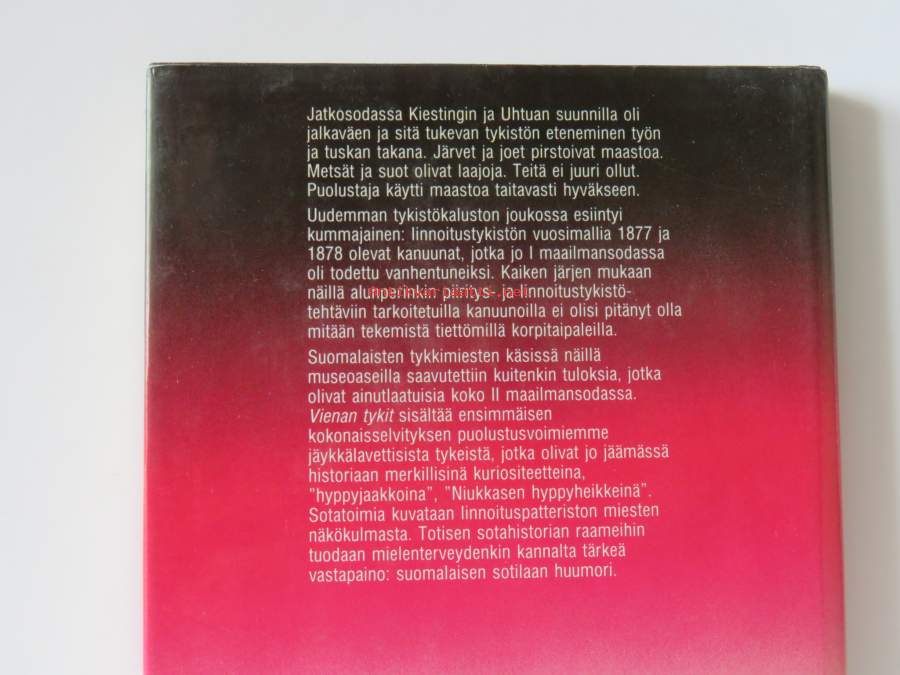 Jatkosodassa Kiestingin ja Uhtuan suunnilla oli
jalkaväen ja sitä tukevan tykistön eteneminen työn
ja tuskan takana. Järvet ja joet pirstoivat maastoa.
Metsät ja suot olivat laajoja. Teitä ei juuri ollut.
Puolustaja käytti maastoa taitavasti hyväkseen.
Uudemman tykistökaluston joukossa esiintyi
kummajainen: linnoitustykistön vuosimallia 1877 ja
1878 olevat kanuunat, jotka jo I maailmansodassa
oli todettu vanhentuneiksi. Kaiken järjen mukaan
näillä alunperinkin piiritys- ja linnoitustykistö-
tehtäviin tarkoitetuilla kanuunoilla ei olisi pitänyt olla
mitään tekemistä tiettömillä korpitaipaleilla.
Suomalaisten tykkimiesten käsissä näillä
museoaseilla saavutettiin kuitenkin tuloksia, jotka
olivat ainutlaatuisia koko II maailmansodassa.
Vienan tykit sisältää ensimmäisen
kokonaisselvityksen puolustusvoimiemme
jäykkälavettisista tykeistä, jotka olivat jo jäämässä
historiaan merkillisinä kuriositeetteina,
"hyppyjaakkoina", "Niukkasen hyppyheikkeinä".
Sotatoimia kuvataan linnoituspatteriston miesten
näkökulmasta. Totisen sotahistorian raameihin
tuodaan mielenterveydenkin kannalta tärkeä
vastapaino: suomalaisen sotilaan huumori.